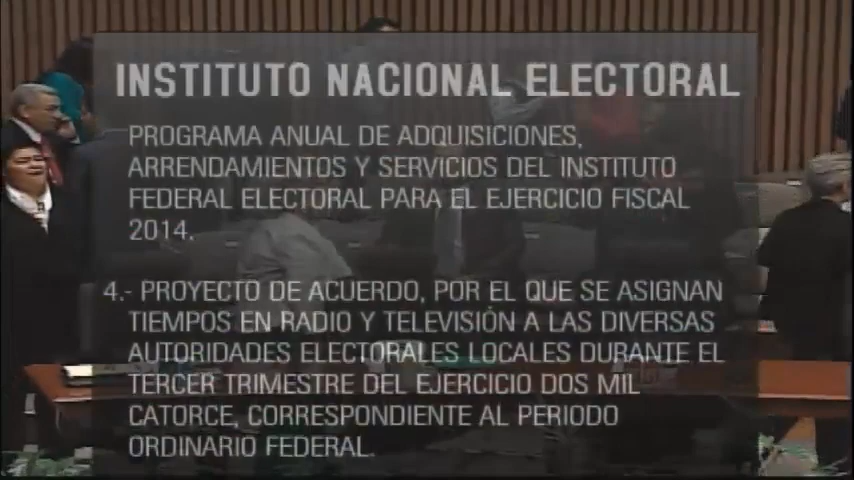 INSTITUTO NACIONAL ELECTORAL
PROGRAMA ANUAL DE ADQUISICIONES,
ARRENDAMIENTOS Y SERVICIOS DEL INSTITUTO
FEDERAL ELECTORAL PARA EL EJERCICIO FISCAL
2014.
4.- PROYECTO DE ACUERDO, POR EL QUE SE ASIGNAN
TIEMPOS EN RADIO Y TELEVISIÓN A LAS DIVERSAS
AUTORIDADES ELECTORALES LOCALES DURANTE EL
TERCER TRIMESTRE DEL EJERCICIO DOS MIL
CATORCE, CORRESPONDIENTE AL PERIODO
ORDINARIO FEDERAL.